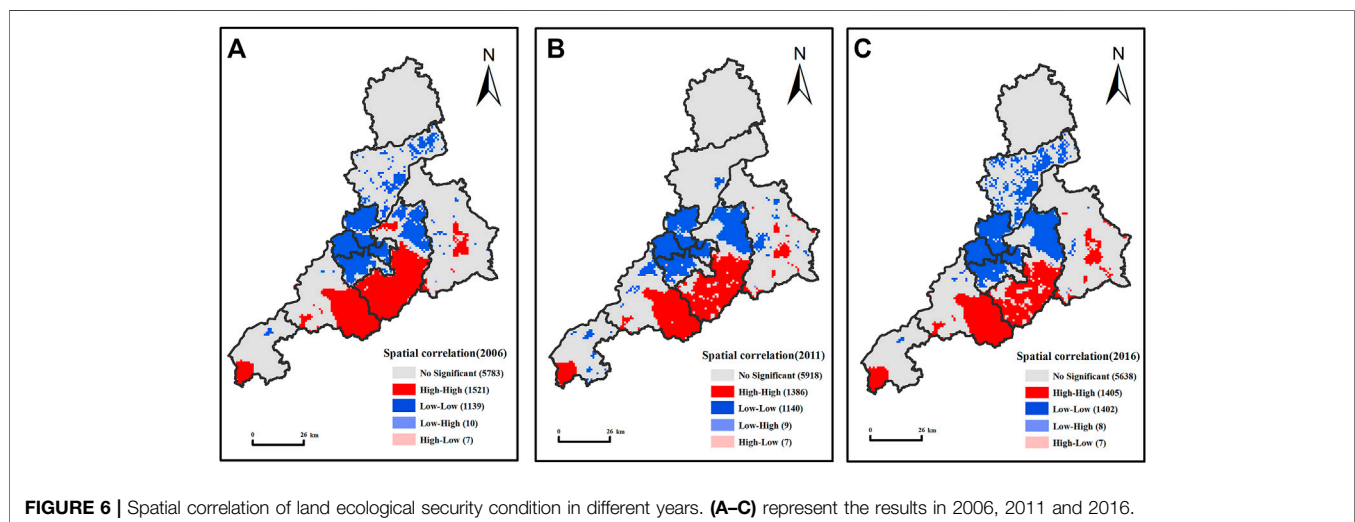 A
N
Spatial correlation(2006)
No Significant (5783)
High-High (1521)
Low-Low (1139)
Low-High (10)
High-Low (7)
0 26 km
B
N
Spatial correlation(2011)
No Significant (5918)
High-High (1386)
Low-Low (1140)
Low-High (9)
High-Low (7)
0 26 km
C
N
Spatial correlation(2016)
No Significant (5638)
High-High (1405)
Low-Low (1402)
Low-High (8)
High-Low (7)
0 26 km
FIGURE 6 | Spatial correlation of land ecological security condition in different years. (A–C) represent the results in 2006, 2011 and 2016.